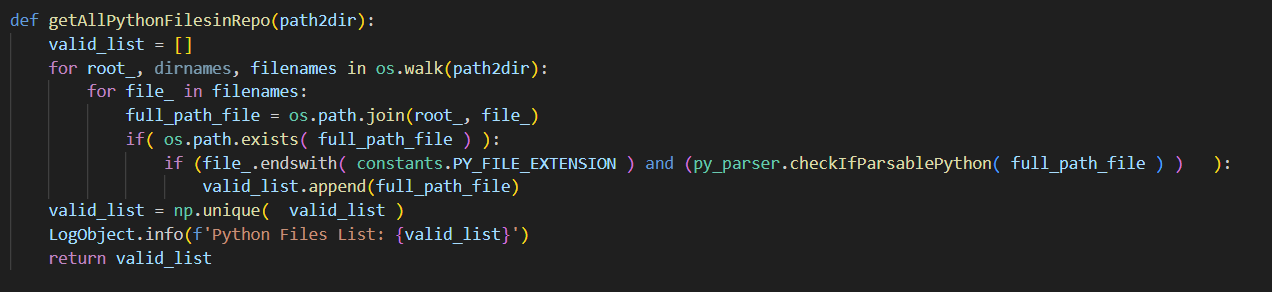 def getAllPythonFilesinRepo(path2dir):
    valid_list = []
    for root_, dirnames, filenames in os.walk(path2dir):
        for file_ in filenames:
            full_path_file = os.path.join(root_, file_)
            if( os.path.exists( full_path_file ) ):
                if (file_.endswith( constants.PY_FILE_EXTENSION ) and (py_parser.checkIfParsablePython( full_path_file ) )   ):
                    valid_list.append(full_path_file)
    valid_list = np.unique(  valid_list )
    LogObject.info(f'Python Files List: {valid_list}')
    return valid_list